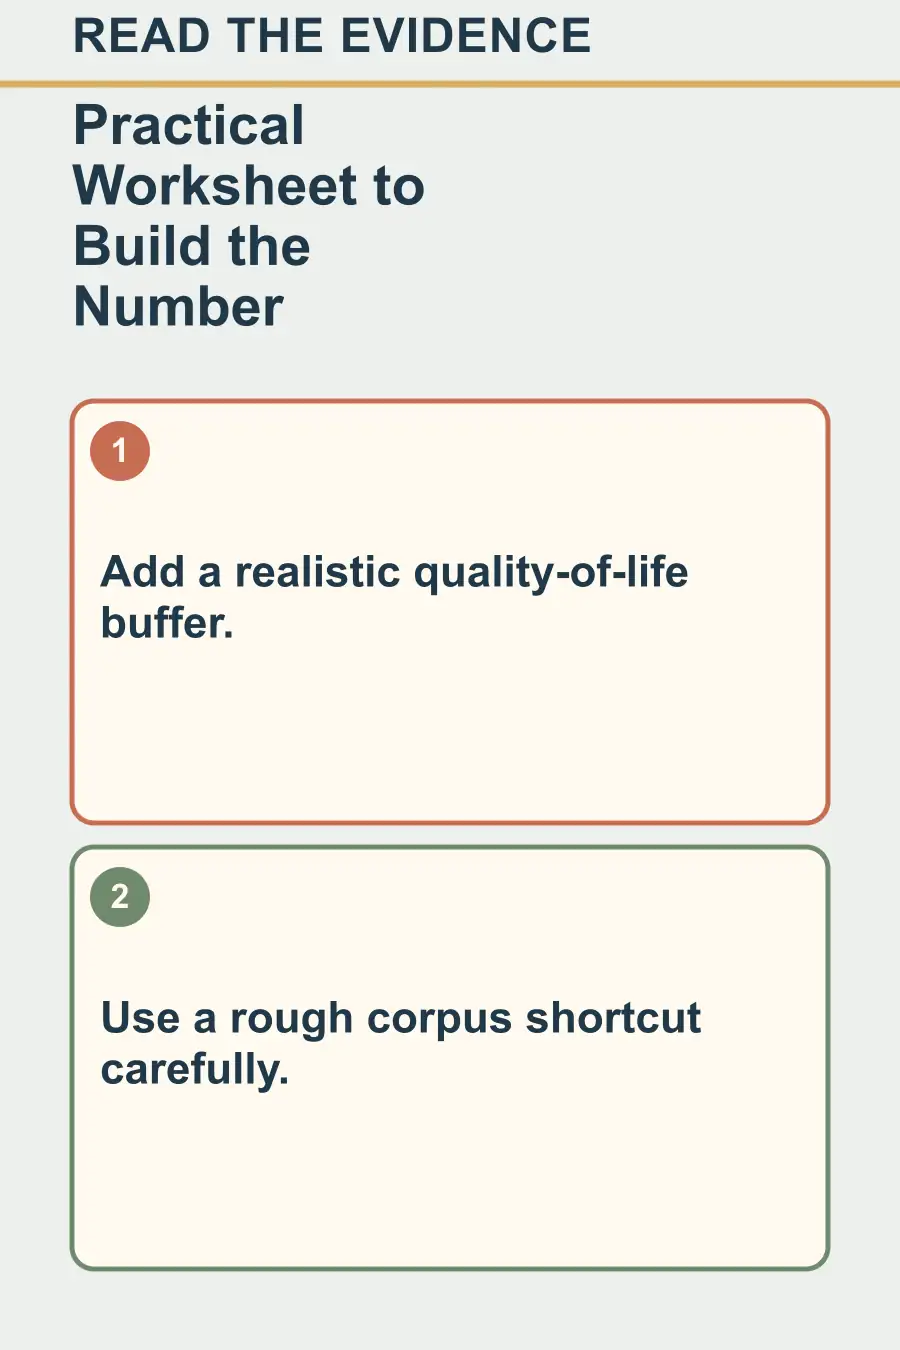 READ THE EVIDENCE
Practical
Worksheet to
Build the
Number
1
Add a realistic quality-of-life
buffer.
2
Use a rough corpus shortcut
carefully.